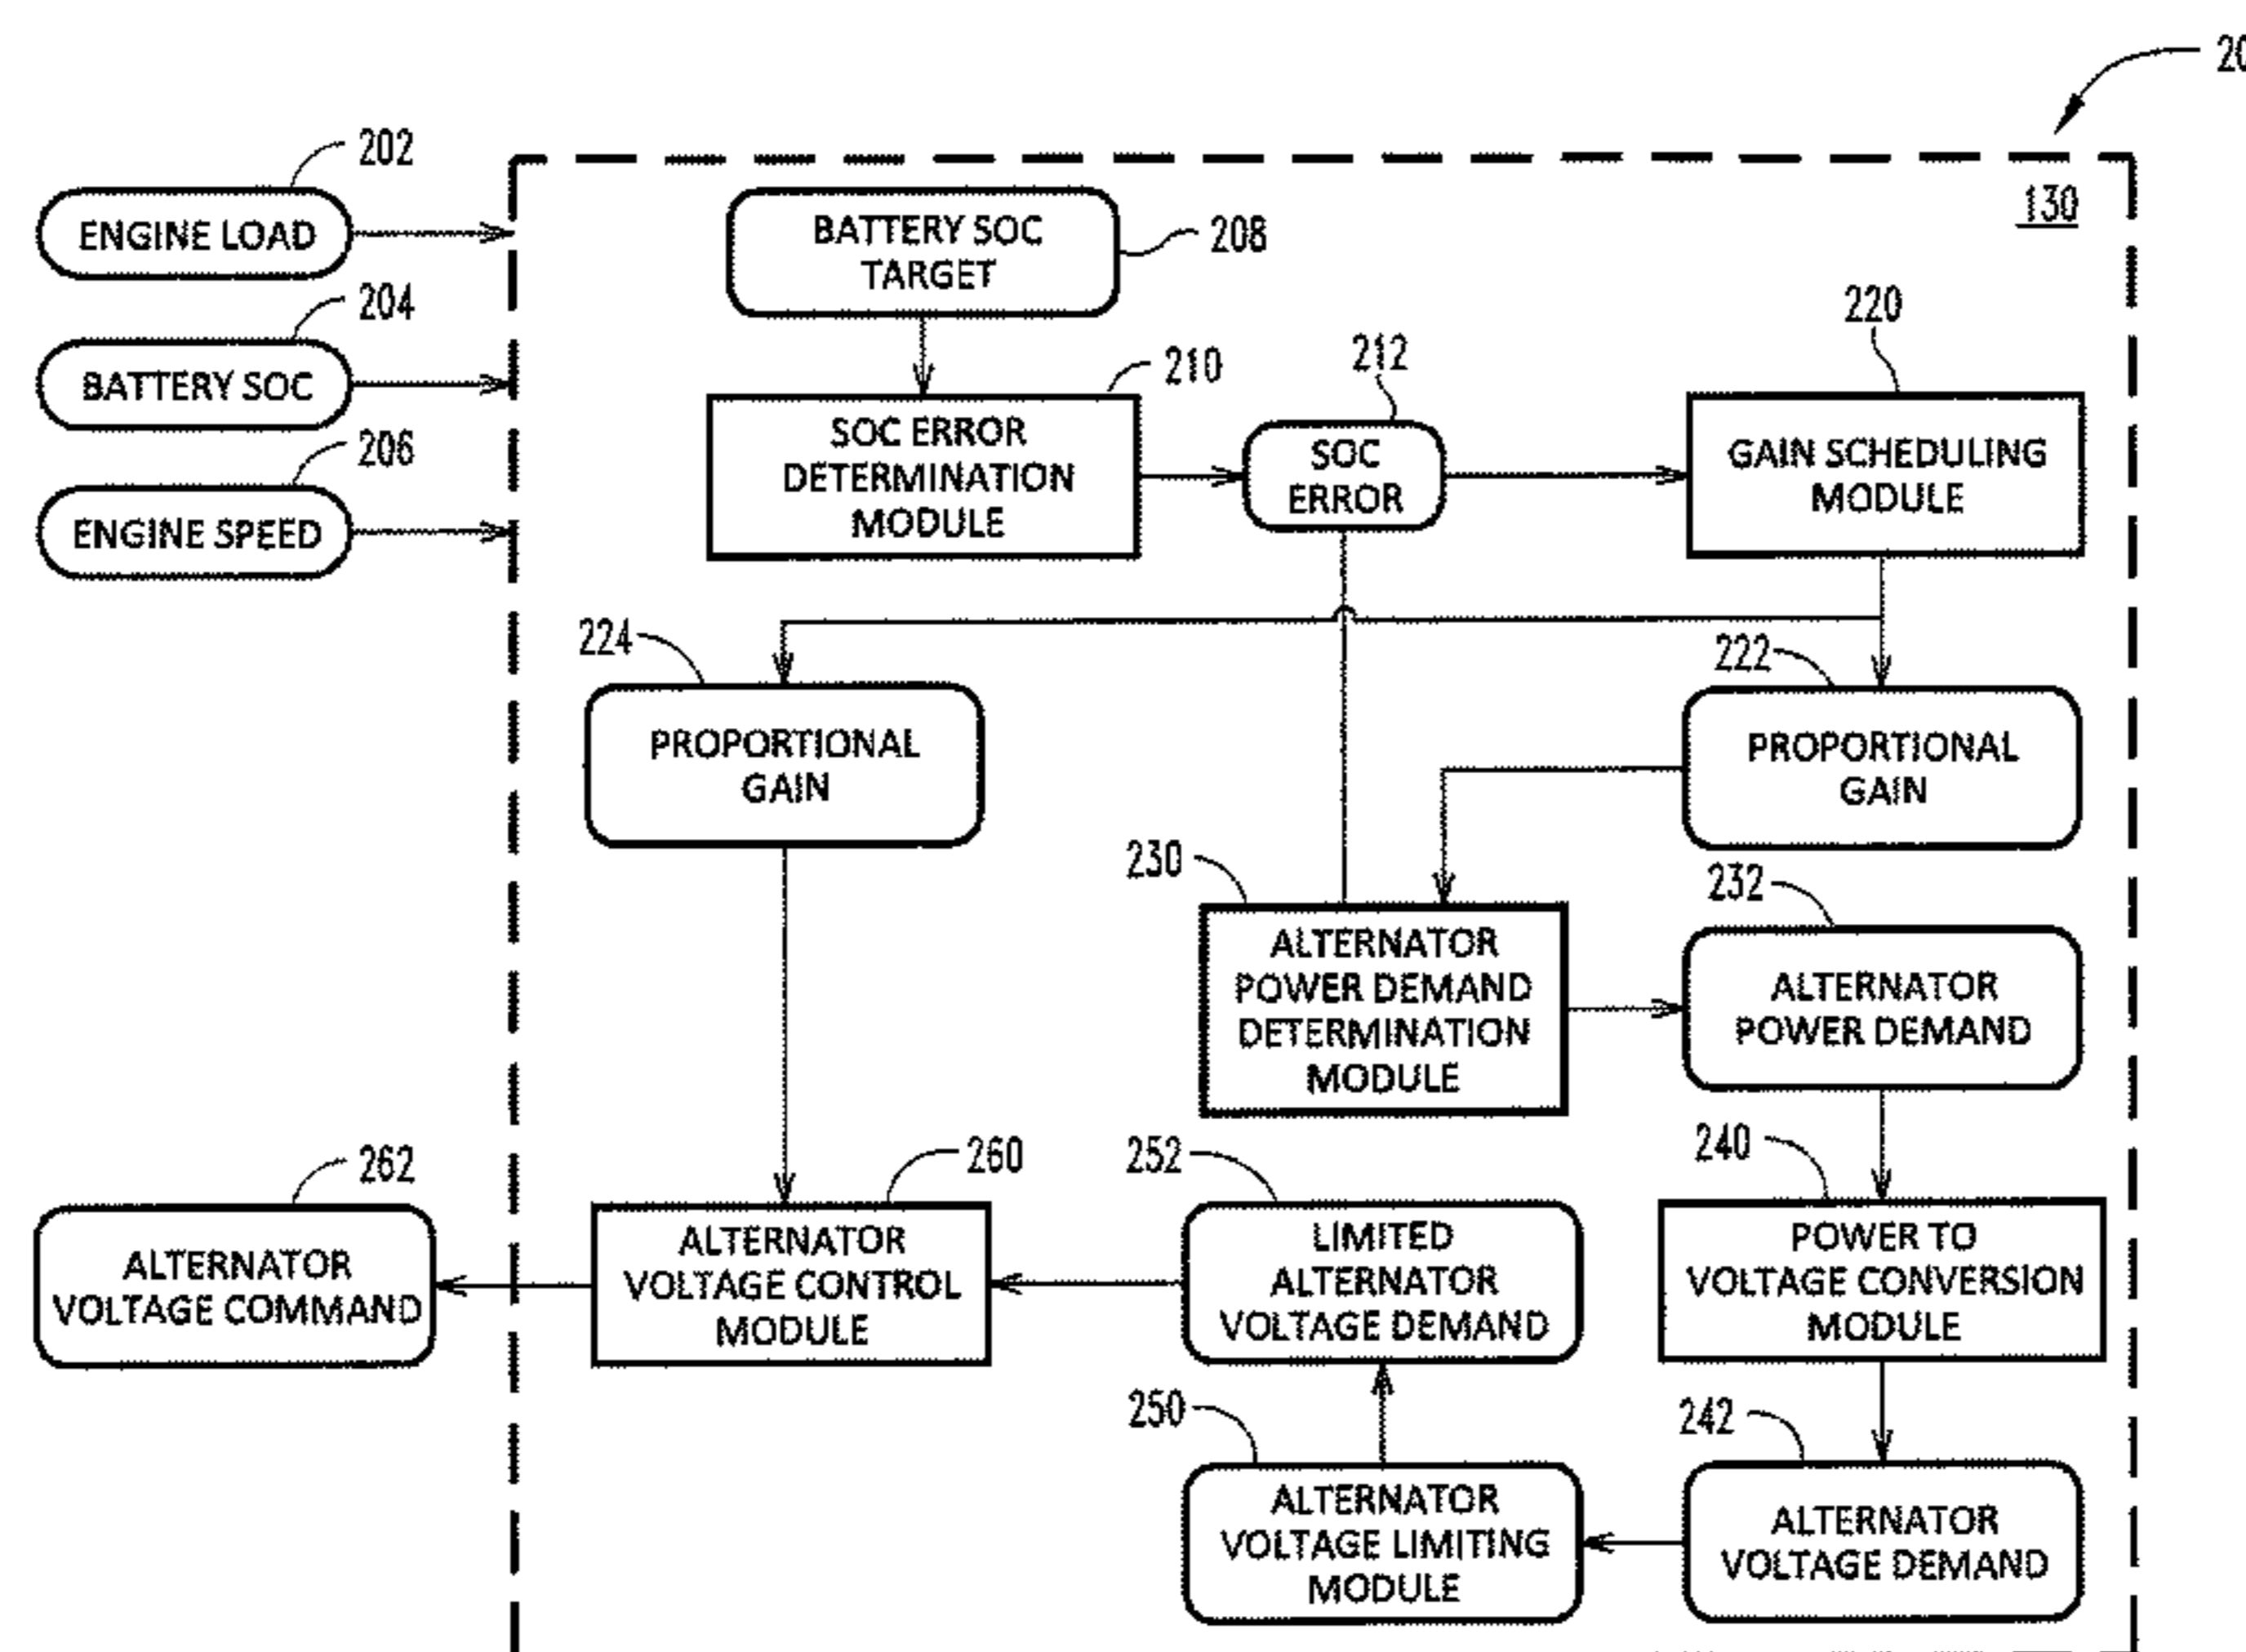 20
202
ENGINE LOAD
204
BATTERY SOC
206
ENGINE SPEED
130
BATTERY SOC
TARGET
208
210
SOC ERROR
DETERMINATION
MODULE
212
SOC
ERROR
220
GAIN SCHEDULING
MODULE
224
PROPORTIONAL
GAIN
222
PROPORTIONAL
GAIN
230
ALTERNATOR
POWER DEMAND
DETERMINATION
MODULE
232
ALTERNATOR
POWER DEMAND
262
ALTERNATOR
VOLTAGE COMMAND
260
ALTERNATOR
VOLTAGE CONTROL
MODULE
252
LIMITED
ALTERNATOR
VOLTAGE DEMAND
240
POWER TO
VOLTAGE CONVERSION
MODULE
250
ALTERNATOR
VOLTAGE LIMITING
MODULE
242
ALTERNATOR
VOLTAGE DEMAND